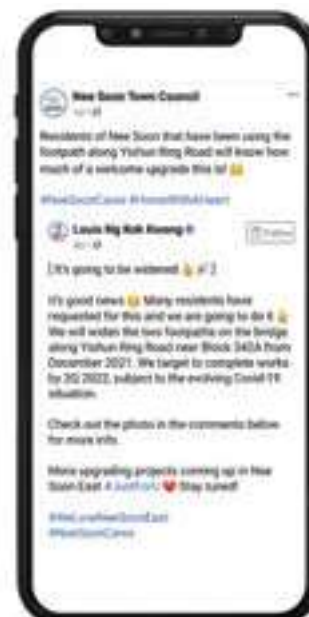 Nee Soon Town Council
Residents of Nee Soon that have been using the
footpath along Yishun Ring Road will know how
much of a welcome upgrade this is! 😀
#NeeSoonCares #HomeWithAHeart
Louis Ng Kok Kwang
Follow
[It's going to be widened 👍🎉]
It's good news 😀 Many residents have
requested for this and we are going to do it 👍
We will widen the two footpaths on the bridge
along Yishun Ring Road near Block 342A from
December 2021. We target to complete works
by 2Q 2022, subject to the evolving Covid-19
situation.
Check out the photo in the comments below
for more info.
More upgrading projects coming up in Nee
Soon East #JustForU ❤️ Stay tuned!
#WeLoveNeeSoonEast
#NeeSoonCares